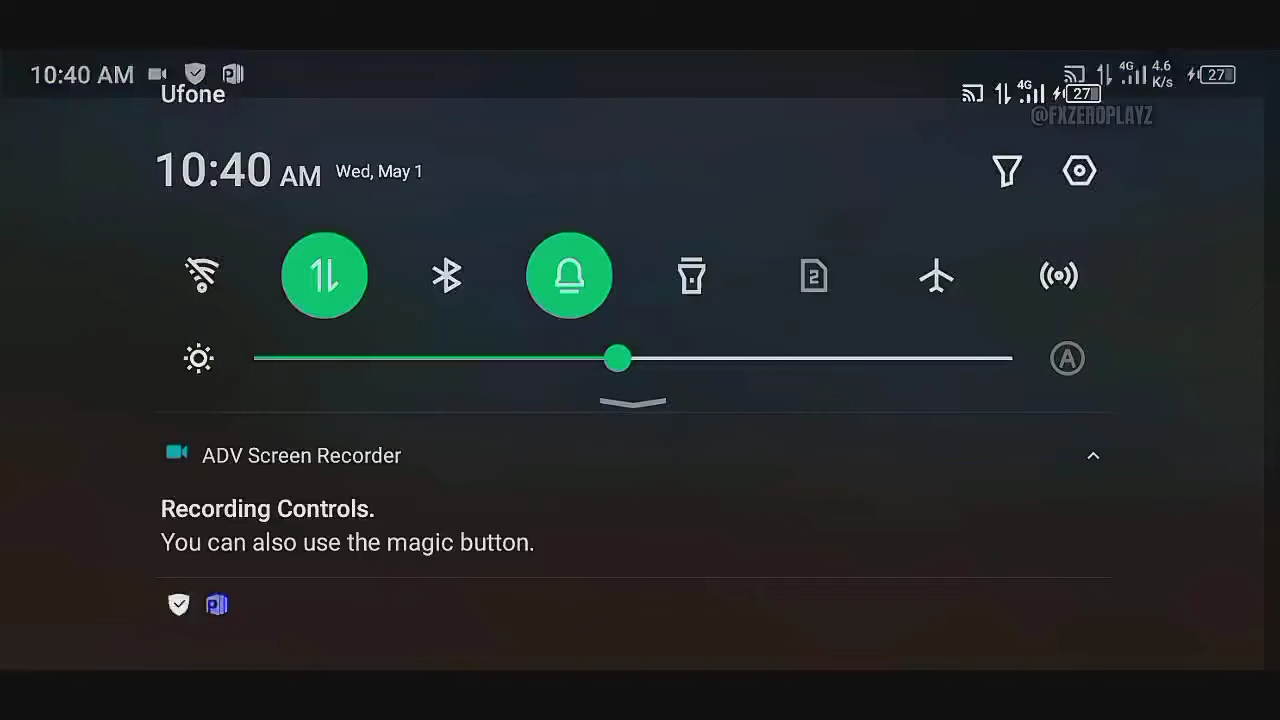 10:40 AM
4G 4.6 K/s 27
Ufone
4G 27
@FXZEROPLAYZ
10:40 AM Wed, May 1
2
A
ADV Screen Recorder
Recording Controls.
You can also use the magic button.